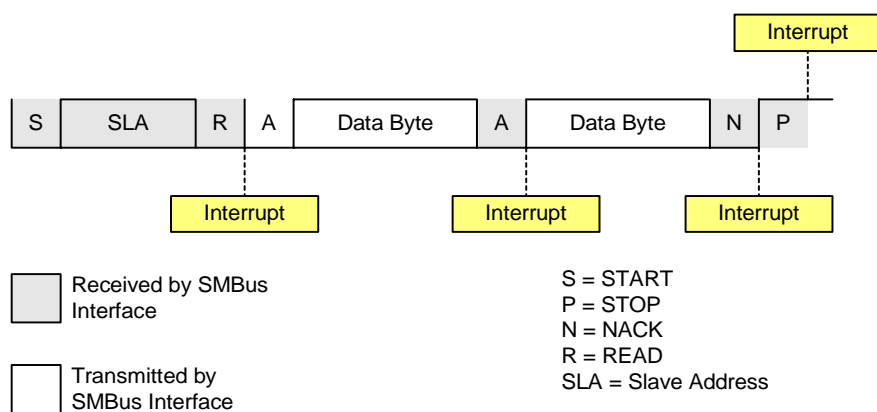 Interrupt
S SLA R A Data Byte A Data Byte N P
Interrupt Interrupt Interrupt
Received by SMBus
Interface
Transmitted by
SMBus Interface
S = START
P = STOP
N = NACK
R = READ
SLA = Slave Address